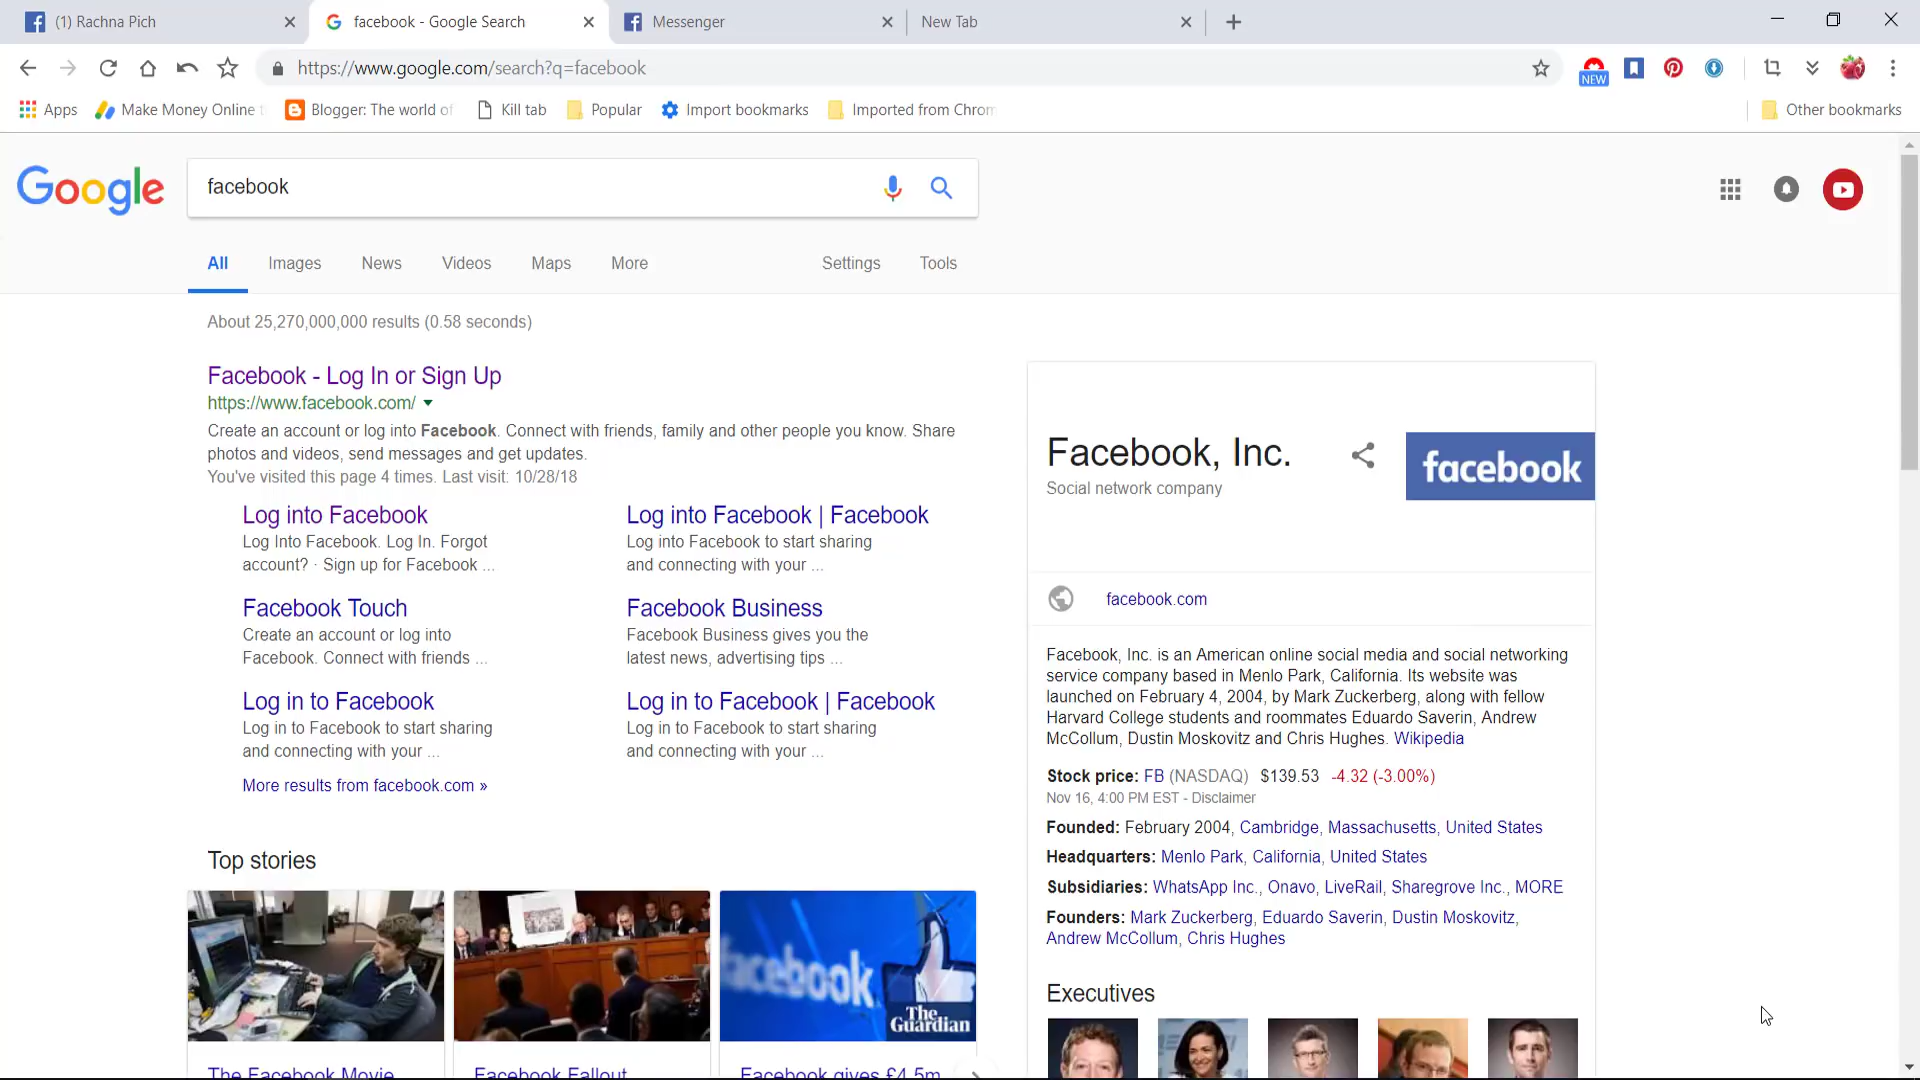 (1) Rachna Pich
facebook - Google Search
Messenger
New Tab
https://www.google.com/search?q=facebook
NEW
Apps
Make Money Online t
Blogger: The world of
Kill tab
Popular
Import bookmarks
Imported from Chrom
Other bookmarks
Google
facebook
All
Images
News
Videos
Maps
More
Settings
Tools
About 25,270,000,000 results (0.58 seconds)
Facebook - Log In or Sign Up
https://www.facebook.com/
Create an account or log into Facebook. Connect with friends, family and other people you know. Share
photos and videos, send messages and get updates.
You've visited this page 4 times. Last visit: 10/28/18
Log into Facebook
Log Into Facebook. Log In. Forgot
account? · Sign up for Facebook ...
Log into Facebook | Facebook
Log into Facebook to start sharing
and connecting with your ...
Facebook Touch
Create an account or log into
Facebook. Connect with friends ...
Facebook Business
Facebook Business gives you the
latest news, advertising tips ...
Log in to Facebook
Log in to Facebook to start sharing
and connecting with your ...
Log in to Facebook | Facebook
Log in to Facebook to start sharing
and connecting with your ...
More results from facebook.com »
Top stories
facebook
The
Guardian
The Facebook Movie
Facebook Fallout
Facebook gives £4.5m
Facebook, Inc.
Social network company
facebook
facebook.com
Facebook, Inc. is an American online social media and social networking
service company based in Menlo Park, California. Its website was
launched on February 4, 2004, by Mark Zuckerberg, along with fellow
Harvard College students and roommates Eduardo Saverin, Andrew
McCollum, Dustin Moskovitz and Chris Hughes. Wikipedia
Stock price: FB (NASDAQ) $139.53 -4.32 (-3.00%)
Nov 16, 4:00 PM EST - Disclaimer
Founded: February 2004, Cambridge, Massachusetts, United States
Headquarters: Menlo Park, California, United States
Subsidiaries: WhatsApp Inc., Onavo, LiveRail, Sharegrove Inc., MORE
Founders: Mark Zuckerberg, Eduardo Saverin, Dustin Moskovitz,
Andrew McCollum, Chris Hughes
Executives